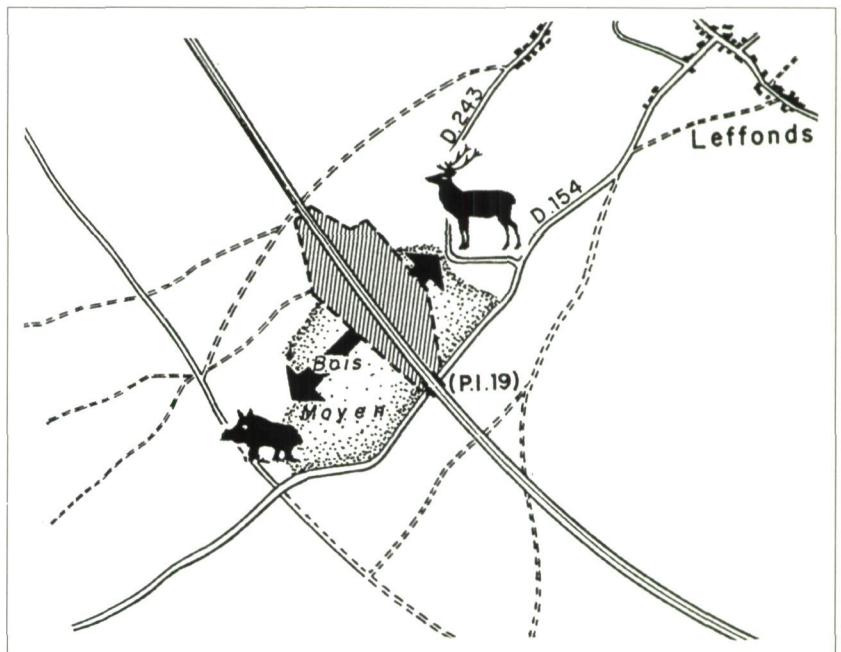 D.243
Leffonds
D.154
(P.I.19)
Bois
Moyen